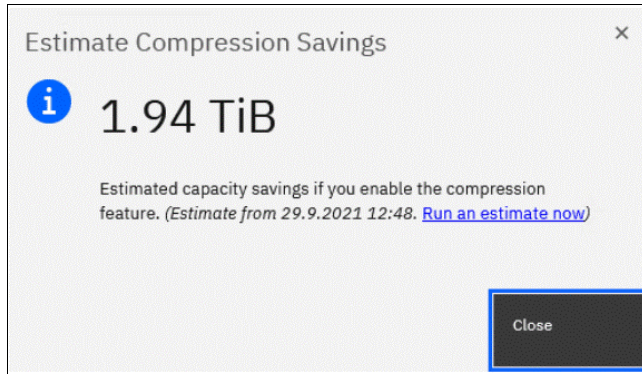 Estimate Compression Savings
1.94 TiB
Estimated capacity savings if you enable the compression
feature. (Estimate from 29.9.2021 12:48. Run an estimate now)
Close